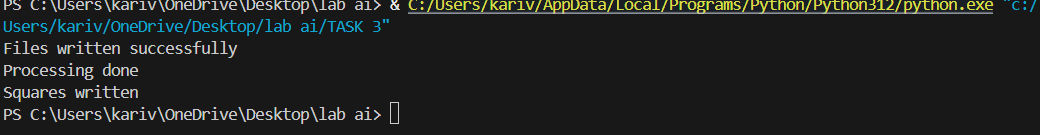 PS C:\Users\kariv\OneDrive\Desktop\lab ai> & C:/Users/kariv/AppData/Local/Programs/Python/Python312/python.exe "c:/
Users/kariv/OneDrive/Desktop/lab ai/TASK 3"
Files written successfully
Processing done
Squares written
PS C:\Users\kariv\OneDrive\Desktop\lab ai>